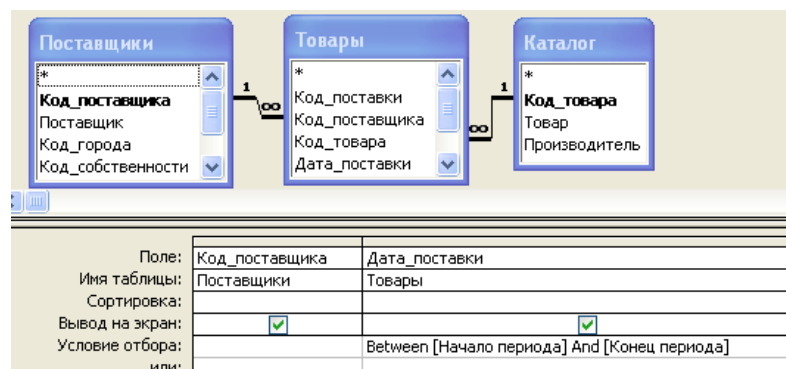 Поставщики
*
Код_поставщика
Поставщик
Код_города
Код_собственности
1
∞
Товары
*
Код_поставки
Код_поставщика
Код_товара
Дата_поставки
1
∞
Каталог
*
Код_товара
Товар
Производитель
Поле: Код_поставщика Дата_поставки
Имя таблицы: Поставщики Товары
Сортировка:
Вывод на экран:
Условие отбора: Between [Начало периода] And [Конец периода]
или: